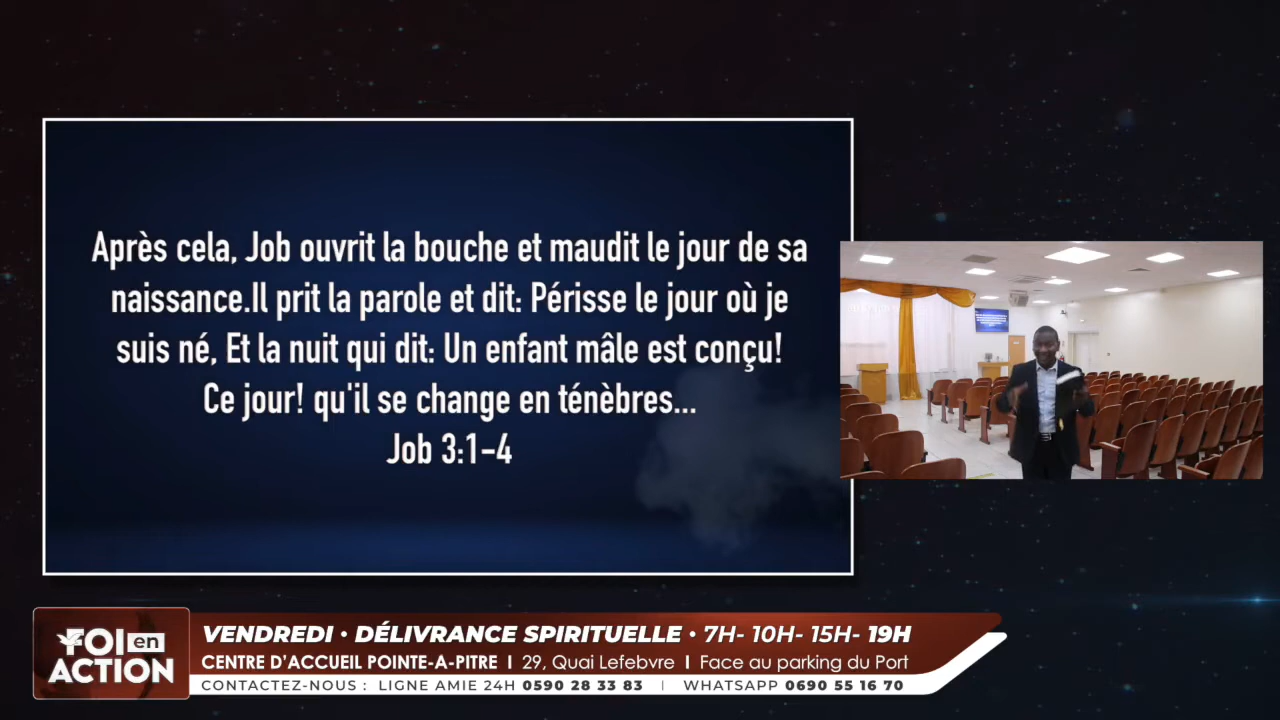 Après cela, Job ouvrit la bouche et maudit le jour de sa
naissance.Il prit la parole et dit: Périsse le jour où je
suis né, Et la nuit qui dit: Un enfant mâle est conçu!
Ce jour! qu'il se change en ténèbres...
Job 3:1-4
FOI en
ACTION
VENDREDI • DÉLIVRANCE SPIRITUELLE • 7H- 10H- 15H- 19H
CENTRE D'ACCUEIL POINTE-A-PITRE I 29, Quai Lefebvre I Face au parking du Port
CONTACTEZ-NOUS : LIGNE AMIE 24H 0590 28 33 83 | WHATSAPP 0690 55 16 70